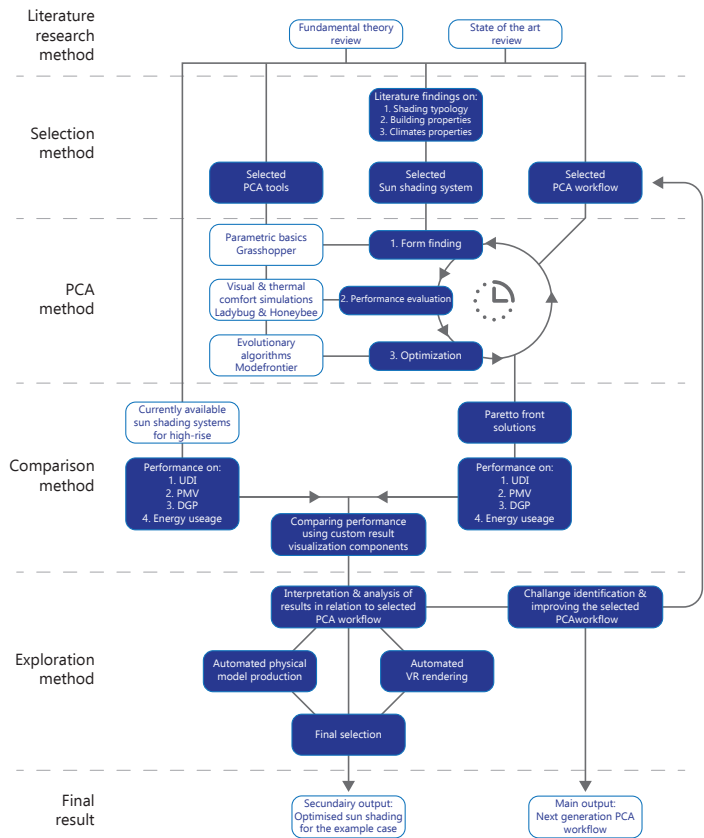 Literature
research
method
Fundamental theory
review
State of the art
review
Selection
method
Literature findings on:
1. Shading typology
2. Building properties
3. Climates properties
Selected
PCA tools
Selected
Sun shading system
Selected
PCA workflow
PCA
method
Parametric basics
Grasshopper
1. Form finding
Visual & thermal
comfort simulations
Ladybug & Honeybee
2. Performance evaluation
Evolutionary
algorithms
Modefrontier
3. Optimization
Comparison
method
Currently available
sun shading systems
for high-rise
Paretto front
solutions
Performance on:
1. UDI
2. PMV
3. DGP
4. Energy useage
Performance on:
1. UDI
2. PMV
3. DGP
4. Energy useage
Comparing performance
using custom result
visualization components
Exploration
method
Interpretation & analysis of
results in relation to selected
PCA workflow
Challange identification &
improving the selected
PCAworkflow
Automated physical
model production
Automated
VR rendering
Final selection
Final
result
Secundairy output:
Optimised sun shading
for the example case
Main output:
Next generation PCA
workflow